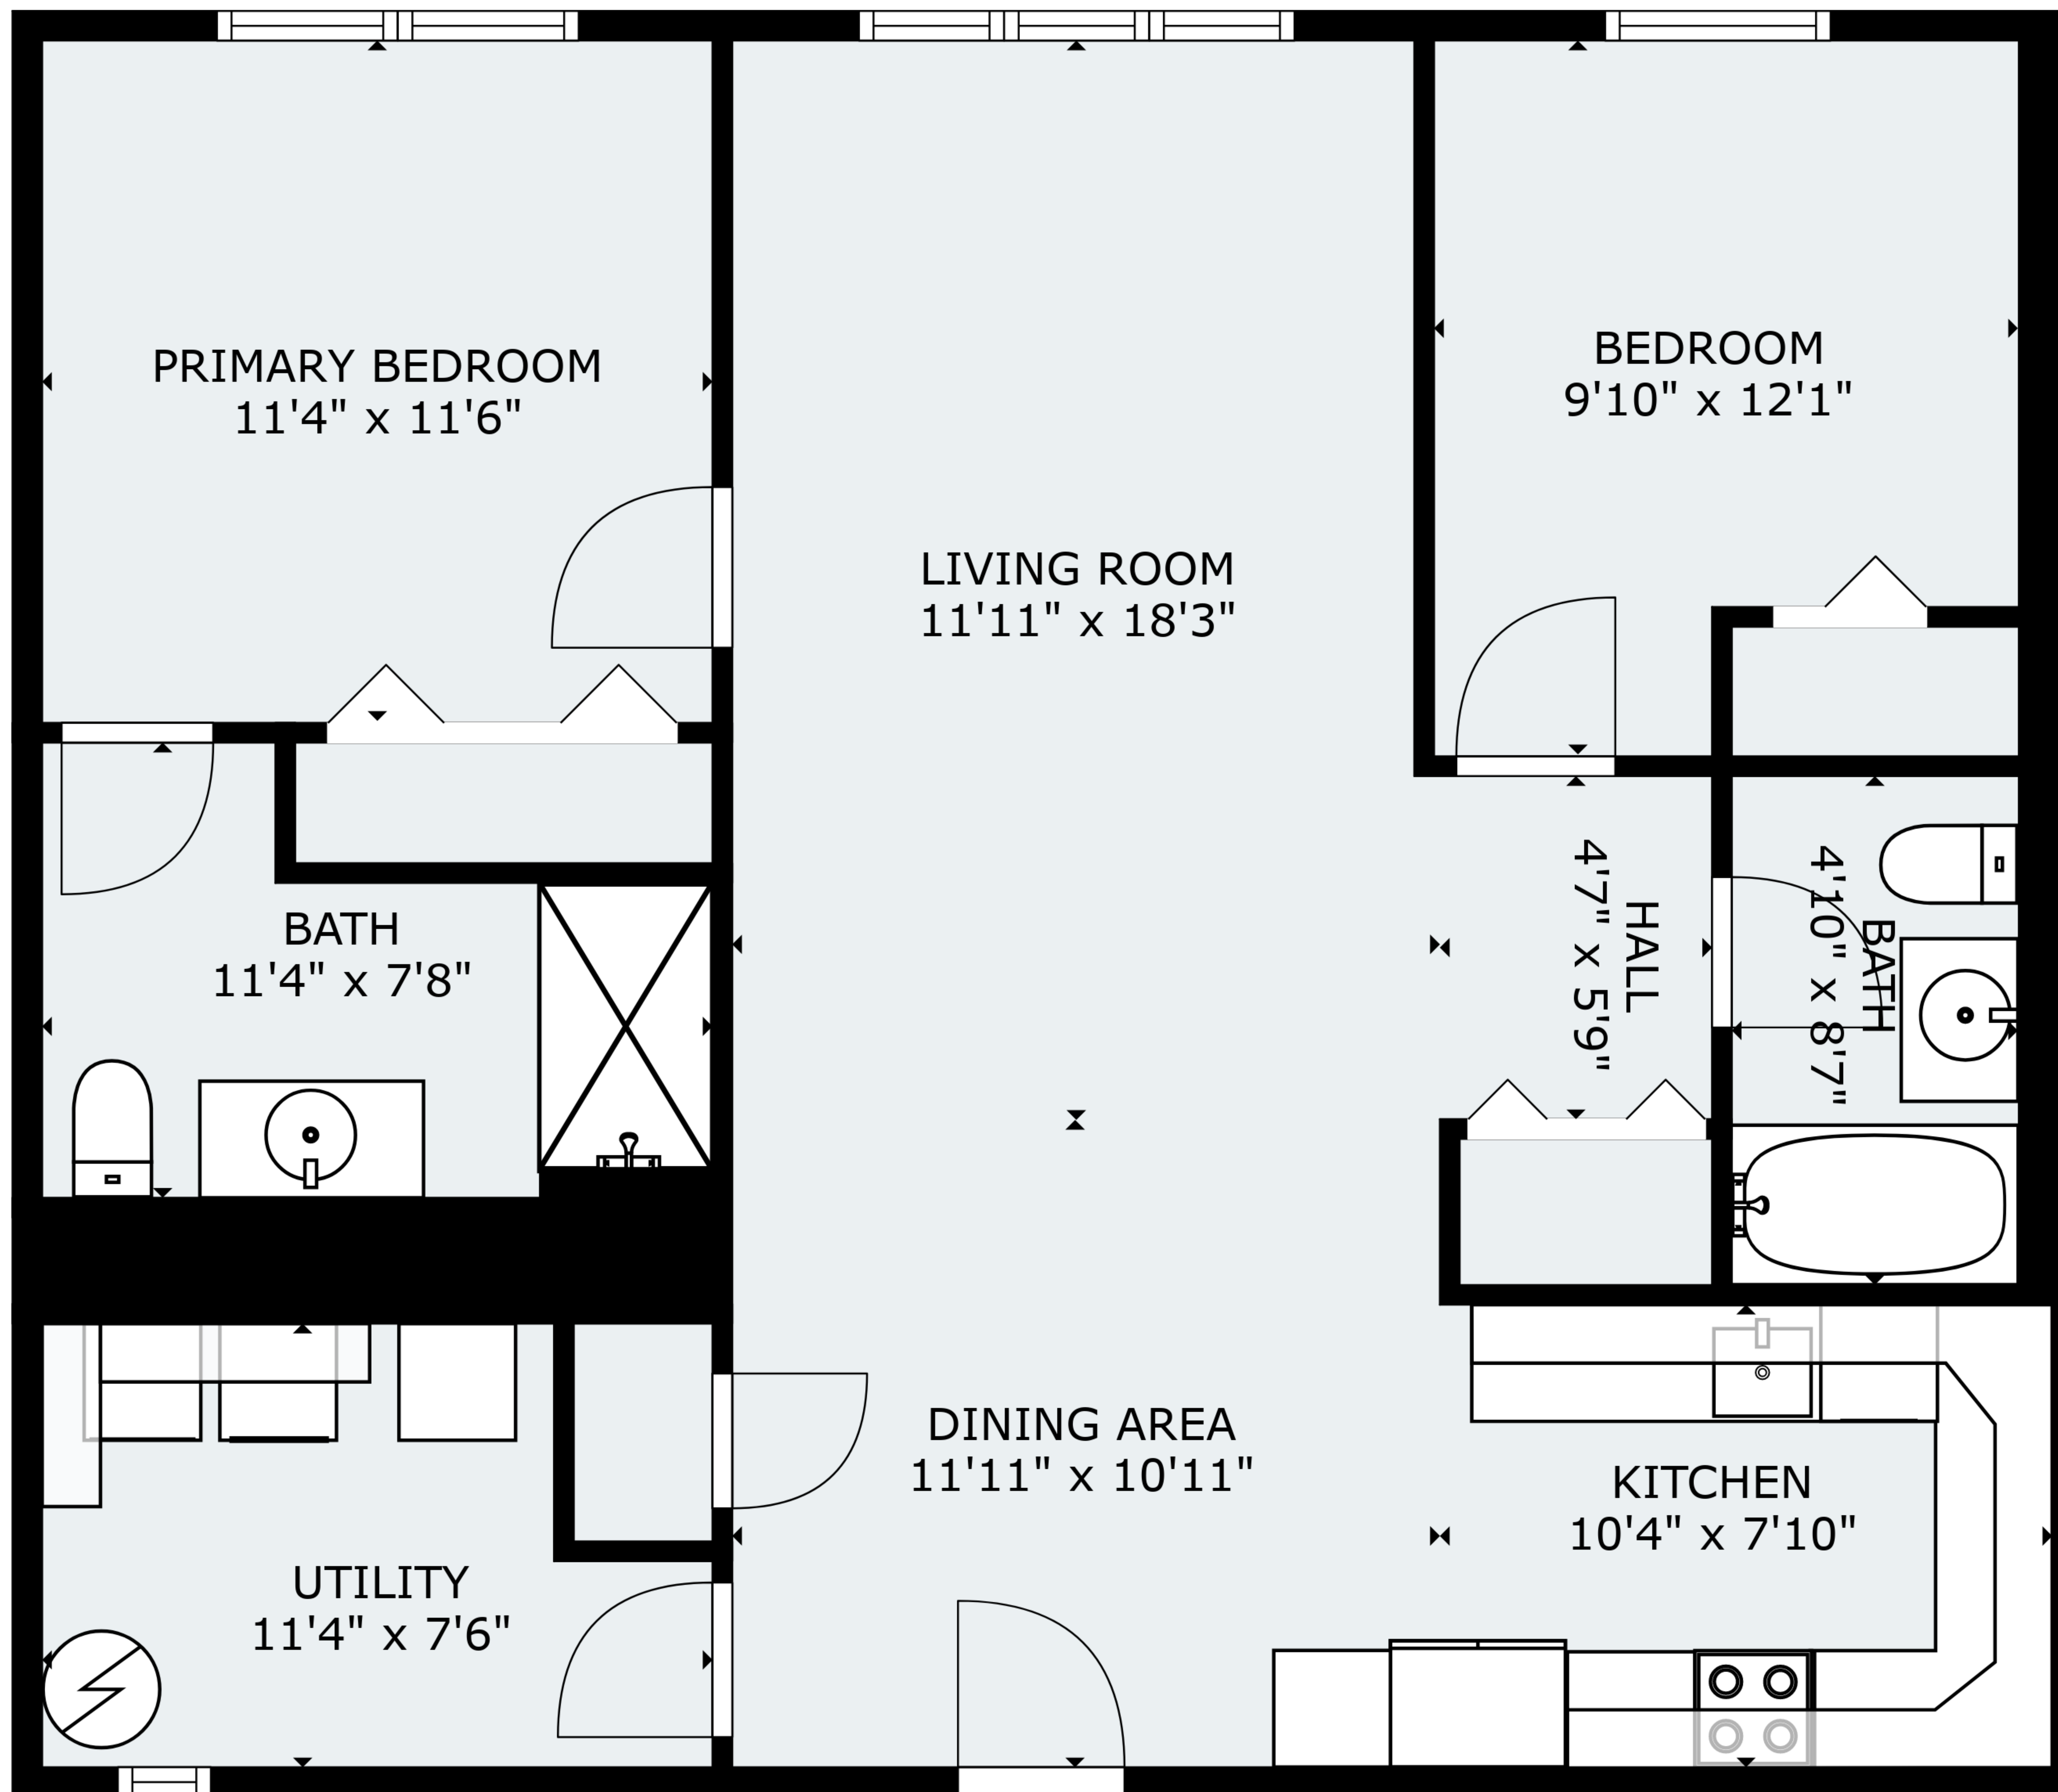 PRIMARY BEDROOM
11'4" x 11'6"
BEDROOM
9'10" x 12'1"
LIVING ROOM
11'11" x 18'3"
BATH
11'4" x 7'8"
HALL
4'7" x 5'9"
BATH
4'10" x 8'7"
DINING AREA
11'11" x 10'11"
KITCHEN
10'4" x 7'10"
UTILITY
11'4" x 7'6"